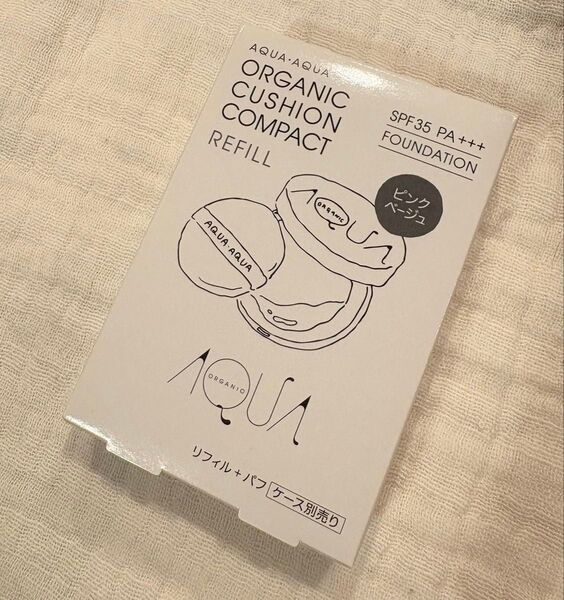 AQUA・AQUA
ORGANIC
CUSHION
COMPACT
REFILL
SPF35 PA+++
FOUNDATION
ピンク
ベージュ
AQUA
ORGANIC
AQUA・AQUA
AQUA
ORGANIC
リフィル+パフ ケース別売り